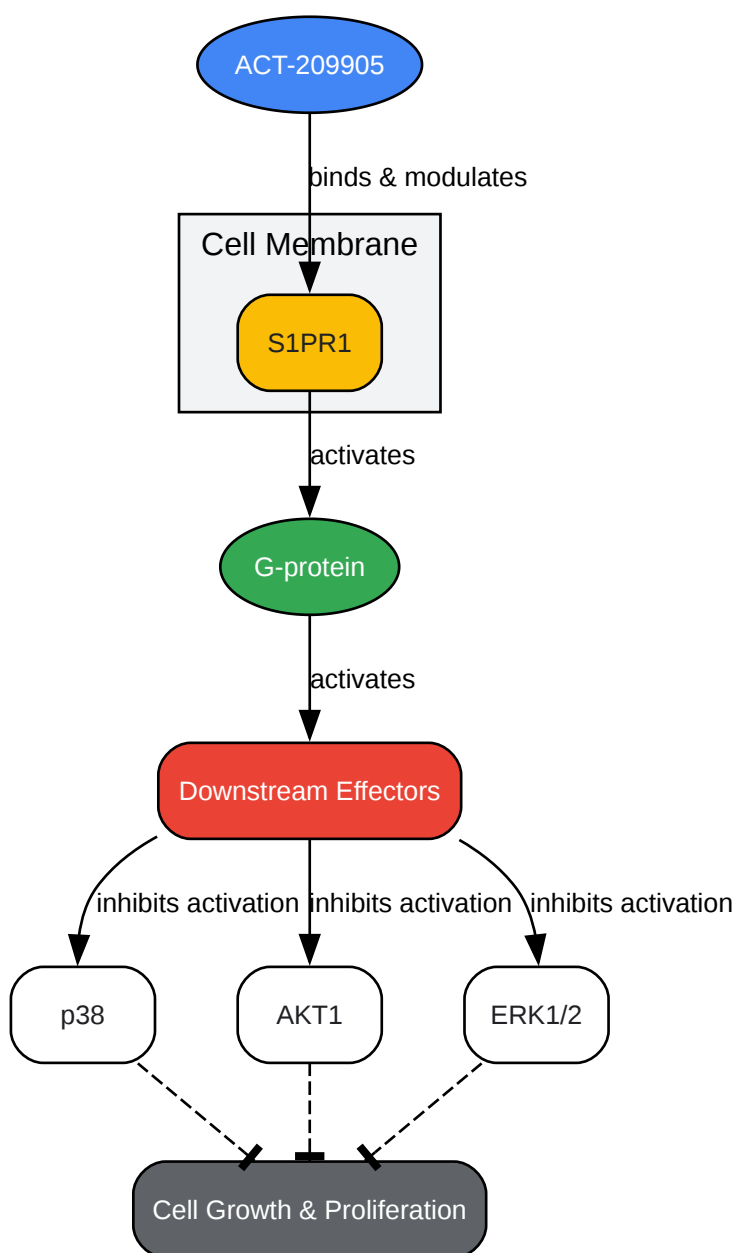 ACT-209905
binds & modulates
Cell Membrane
S1PR1
activates
G-protein
activates
Downstream Effectors
inhibits activation
inhibits activation
inhibits activation
p38
AKT1
ERK1/2
Cell Growth & Proliferation